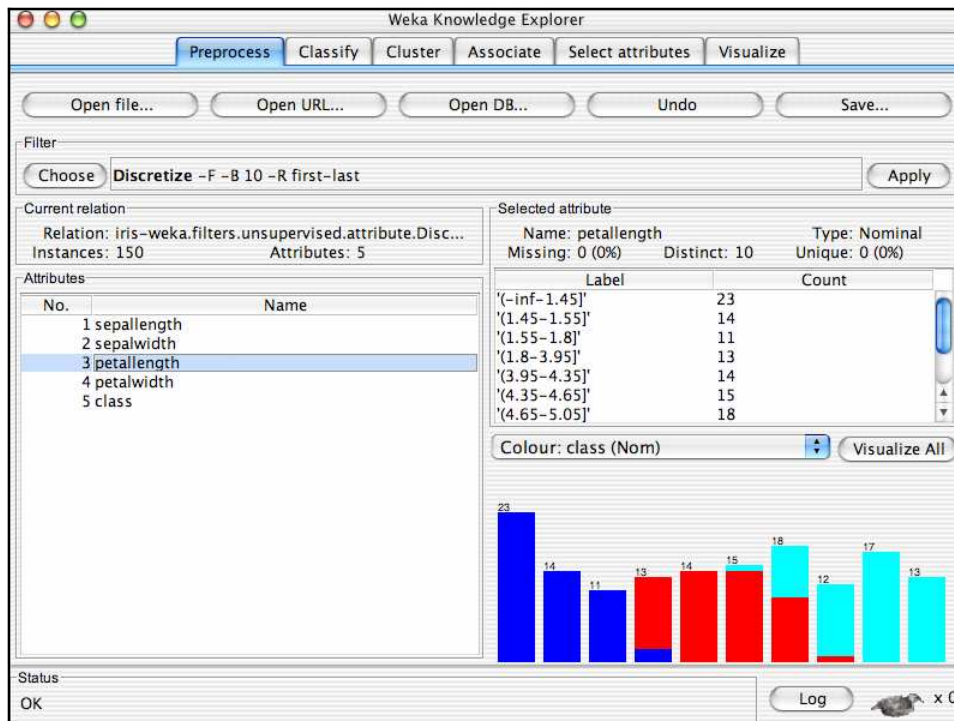 Weka Knowledge Explorer
Preprocess Classify Cluster Associate Select attributes Visualize
Open file... Open URL... Open DB... Undo Save...
Filter
Choose Discretize -F -B 10 -R first-last Apply
Current relation
Relation: iris-weka.filters.unsupervised.attribute.Disc...
Instances: 150 Attributes: 5
Attributes
No. Name
1 sepallength
2 sepalwidth
3 petallength
4 petalwidth
5 class
Selected attribute
Name: petallength Type: Nominal
Missing: 0 (0%) Distinct: 10 Unique: 0 (0%)
Label Count
'(-inf-1.45]' 23
'(1.45-1.55]' 14
'(1.55-1.8]' 11
'(1.8-3.95]' 13
'(3.95-4.35]' 14
'(4.35-4.65]' 15
'(4.65-5.05]' 18
Colour: class (Nom) Visualize All
23 14 11 13 14 15 18 12 17 13
Status
OK Log x 0